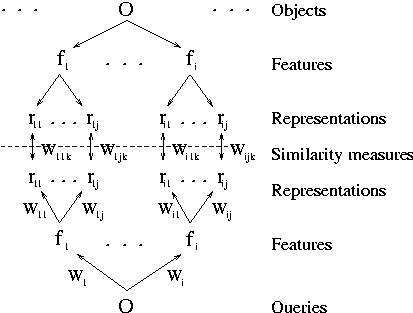 . . . O . . . Objects
f1 . . . fi Features
r11 . . . r1j ri1 . . . rij Representations
w11k w1jk wi1k wijk Similarity measures
r11 . . . r1j ri1 . . . rij Representations
w11 w1j wi1 wij
f1 . . . fi Features
w1 wi
O Queries